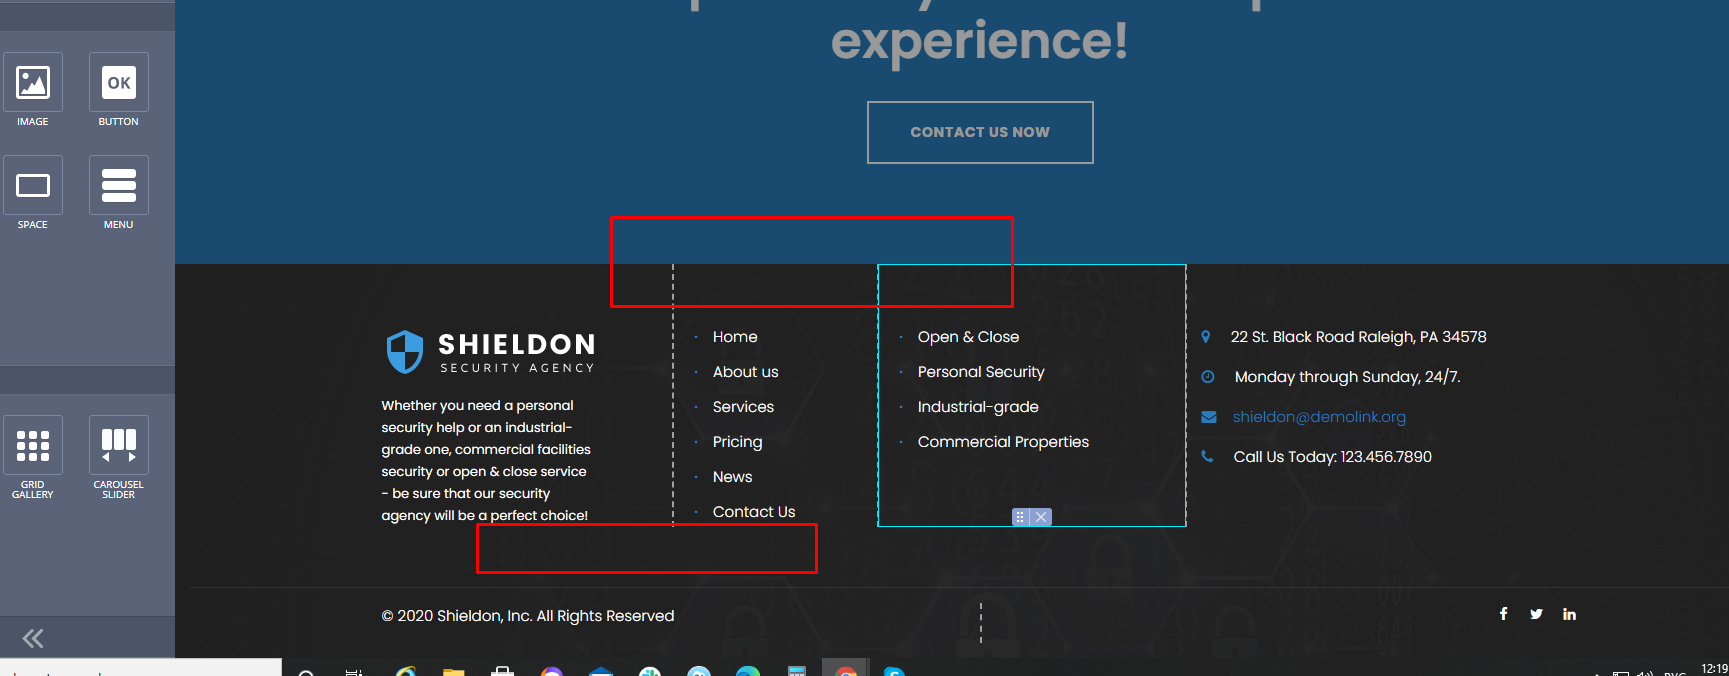 experience!
CONTACT US NOW
IMAGE
OK
BUTTON
SPACE
MENU
GRID
GALLERY
CAROUSEL
SLIDER
SHIELDON
SECURITY AGENCY
Whether you need a personal
security help or an industrial-
grade one, commercial facilities
security or open & close service
- be sure that our security
agency will be a perfect choice!
Home
About us
Services
Pricing
News
Contact Us
Open & Close
Personal Security
Industrial-grade
Commercial Properties
22 St. Black Road Raleigh, PA 34578
Monday through Sunday, 24/7.
shieldon@demolink.org
Call Us Today: 123.456.7890
© 2020 Shieldon, Inc. All Rights Reserved
12:19